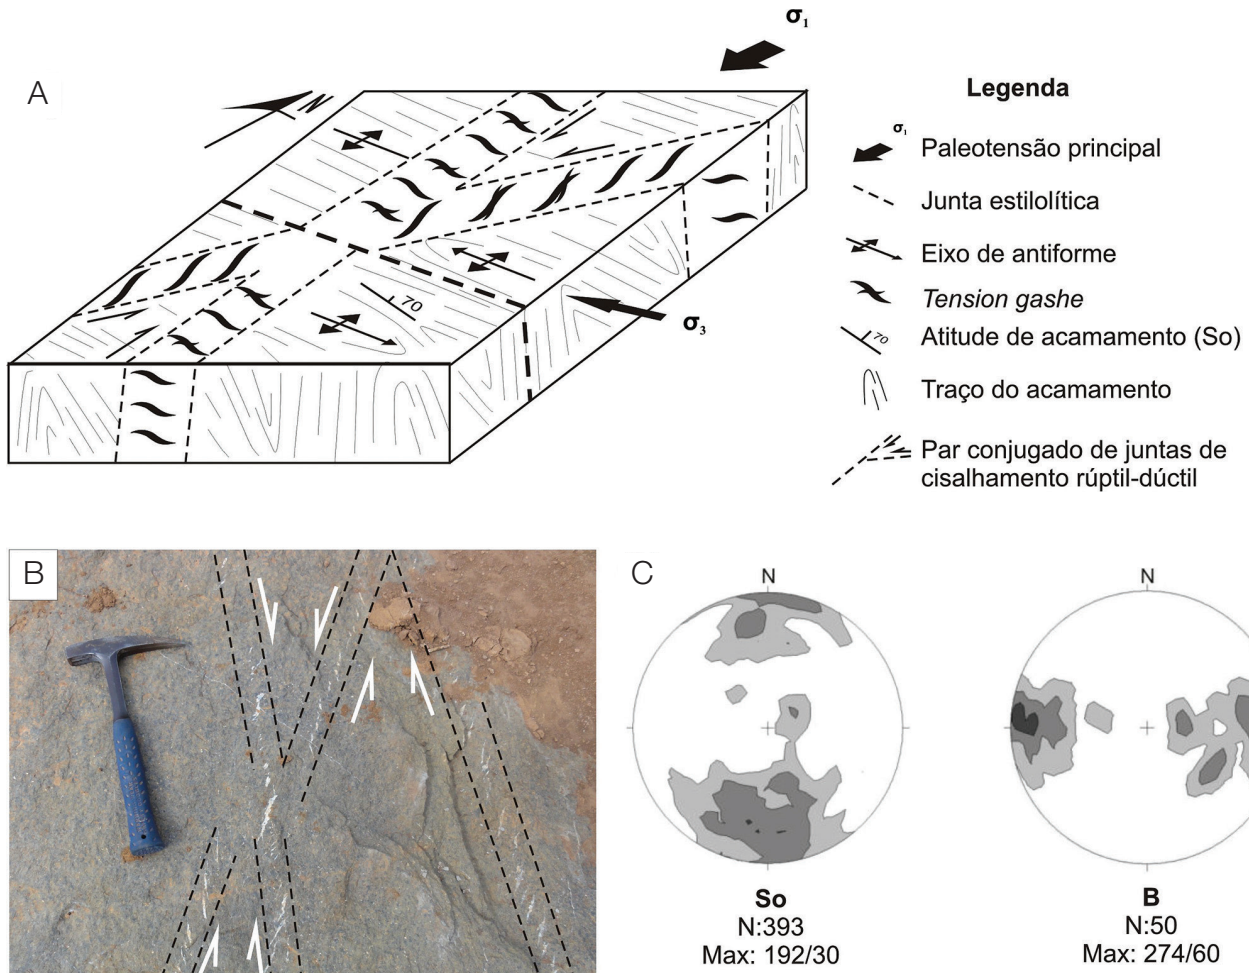 σ₁
A
N
70
σ₃
Legenda
σ₁
Paleotensão principal
Junta estilolítica
Eixo de antiforme
Tension gashe
70
Atitude de acamamento (So)
Traço do acamamento
Par conjugado de juntas de
cisalhamento rúptil-dúctil
B
C
N
So
N:393
Max: 192/30
N
B
N:50
Max: 274/60